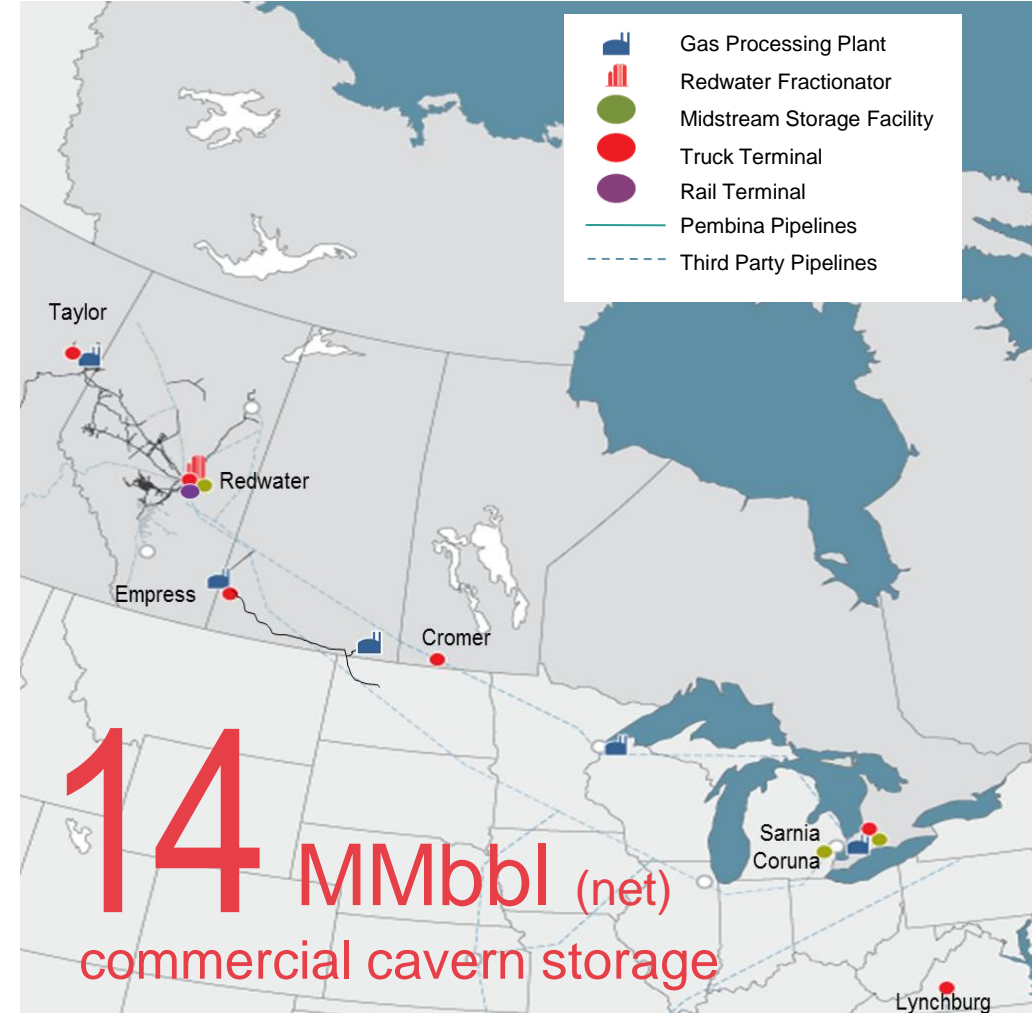 Gas Processing Plant
Redwater Fractionator
Midstream Storage Facility
Truck Terminal
Rail Terminal
Pembina Pipelines
Third Party Pipelines
Taylor
Redwater
Empress
Cromer
Sarnia
Coruna
14 MMbbl (net)
commercial cavern storage
Lynchburg